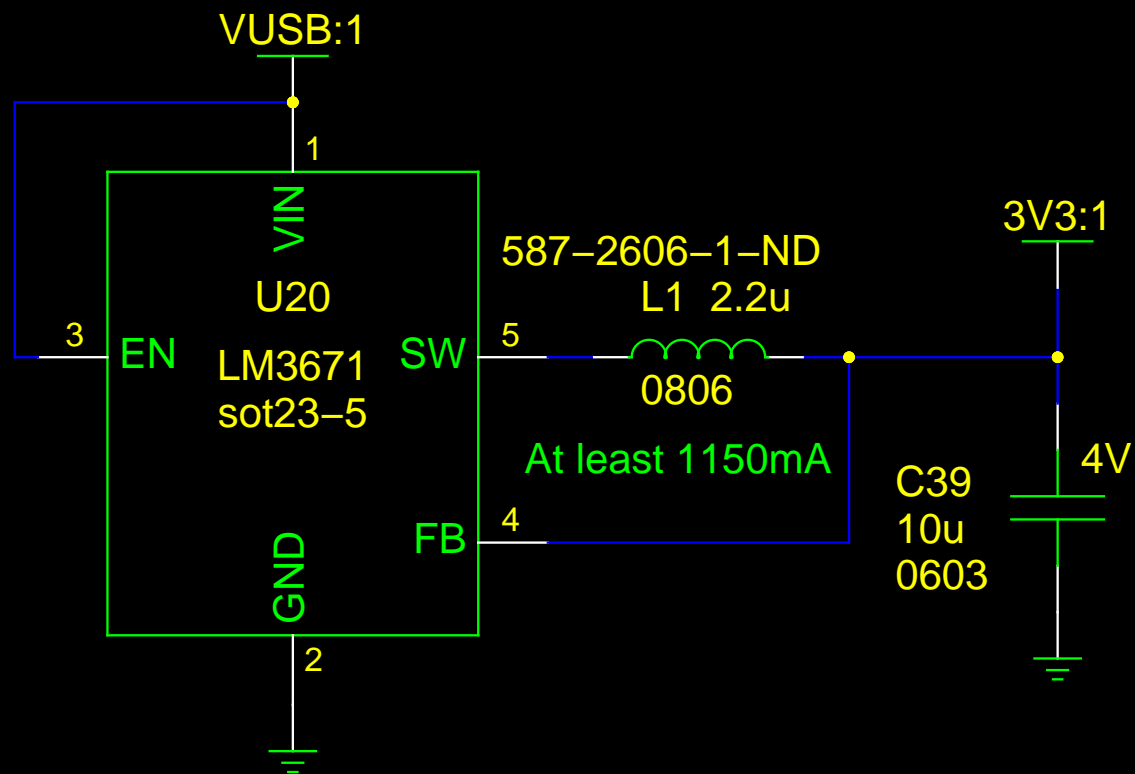 VUSB:1
1
VIN
3V3:1
587–2606–1–ND
U20
L1 2.2u
3
EN
SW
5
LM3671
0806
sot23–5
At least 1150mA
4V
C39
4
FB
10u
GND
0603
2